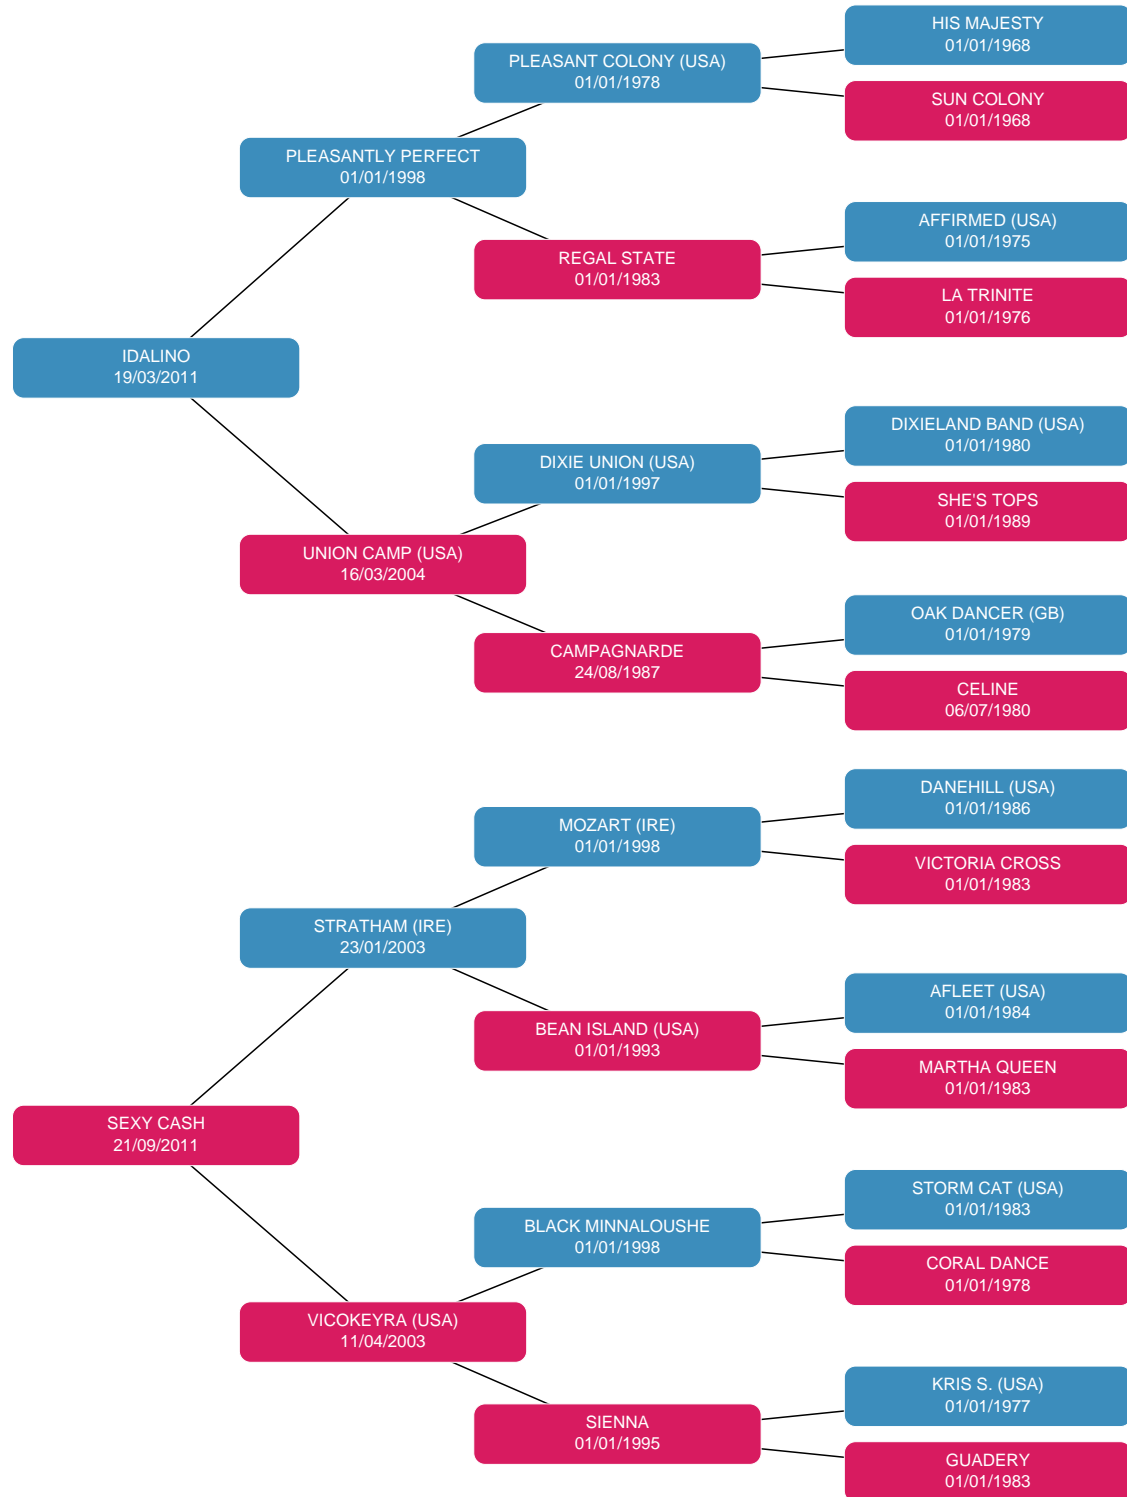 HIS MAJESTY
01/01/1968
PLEASANT COLONY (USA)
01/01/1978
SUN COLONY
01/01/1968
PLEASANTLY PERFECT
01/01/1998
AFFIRMED (USA)
01/01/1975
REGAL STATE
01/01/1983
LA TRINITE
01/01/1976
IDALINO
19/03/2011
DIXIELAND BAND (USA)
01/01/1980
DIXIE UNION (USA)
01/01/1997
SHE'S TOPS
01/01/1989
UNION CAMP (USA)
16/03/2004
OAK DANCER (GB)
01/01/1979
CAMPAGNARDE
24/08/1987
CELINE
06/07/1980
DANEHILL (USA)
01/01/1986
MOZART (IRE)
01/01/1998
VICTORIA CROSS
01/01/1983
STRATHAM (IRE)
23/01/2003
AFLEET (USA)
01/01/1984
BEAN ISLAND (USA)
01/01/1993
MARTHA QUEEN
01/01/1983
SEXY CASH
21/09/2011
STORM CAT (USA)
01/01/1983
BLACK MINNALOUSHE
01/01/1998
CORAL DANCE
01/01/1978
VICOKEYRA (USA)
11/04/2003
KRIS S. (USA)
01/01/1977
SIENNA
01/01/1995
GUADERY
01/01/1983